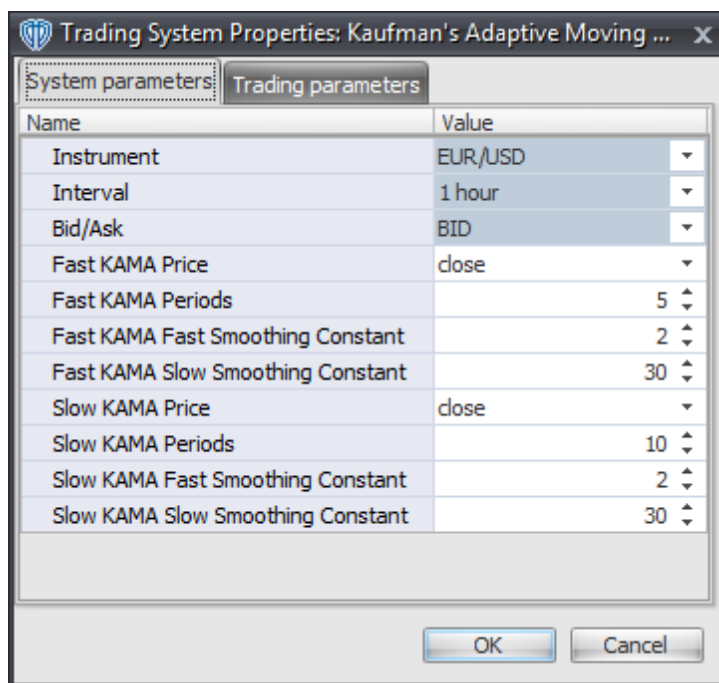 Trading System Properties: Kaufman's Adaptive Moving ... x
System parameters Trading parameters
Name Value
Instrument EUR/USD
Interval 1 hour
Bid/Ask BID
Fast KAMA Price close
Fast KAMA Periods 5
Fast KAMA Fast Smoothing Constant 2
Fast KAMA Slow Smoothing Constant 30
Slow KAMA Price close
Slow KAMA Periods 10
Slow KAMA Fast Smoothing Constant 2
Slow KAMA Slow Smoothing Constant 30
OK Cancel